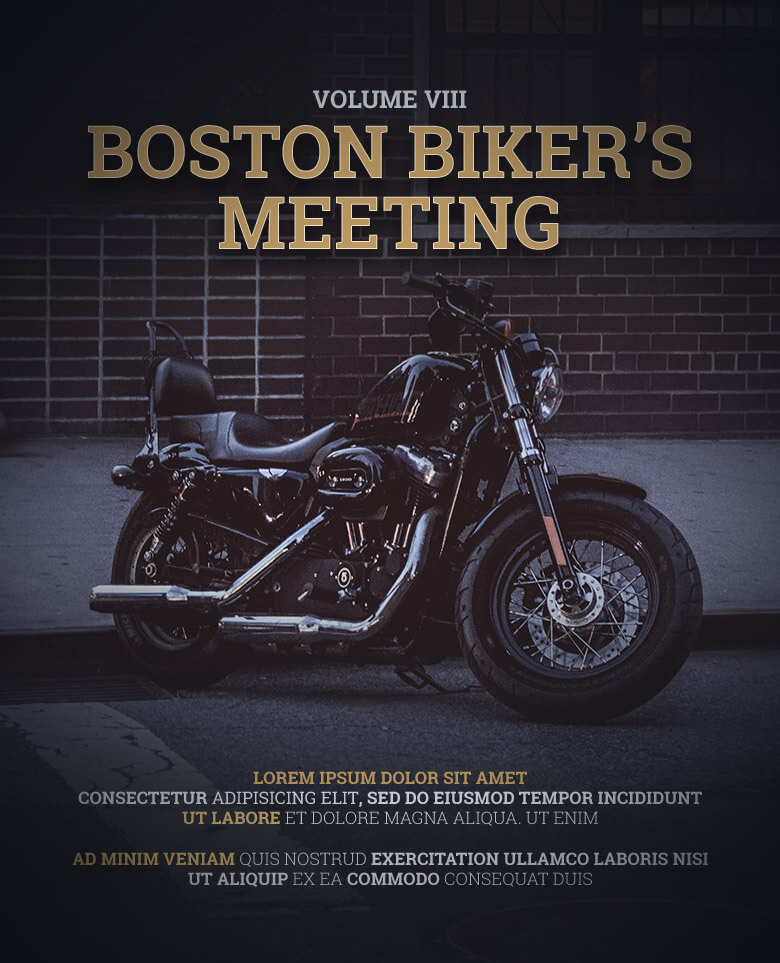 VOLUME VIII
BOSTON BIKER’S
MEETING
LOREM IPSUM DOLOR SIT AMET
CONSECTETUR ADIPISICING ELIT, SED DO EIUSMOD TEMPOR INCIDIDUNT
UT LABORE ET DOLORE MAGNA ALIQUA. UT ENIM
AD MINIM VENIAM QUIS NOSTRUD EXERCITATION ULLAMCO LABORIS NISI
UT ALIQUIP EX EA COMMODO CONSEQUAT DUIS